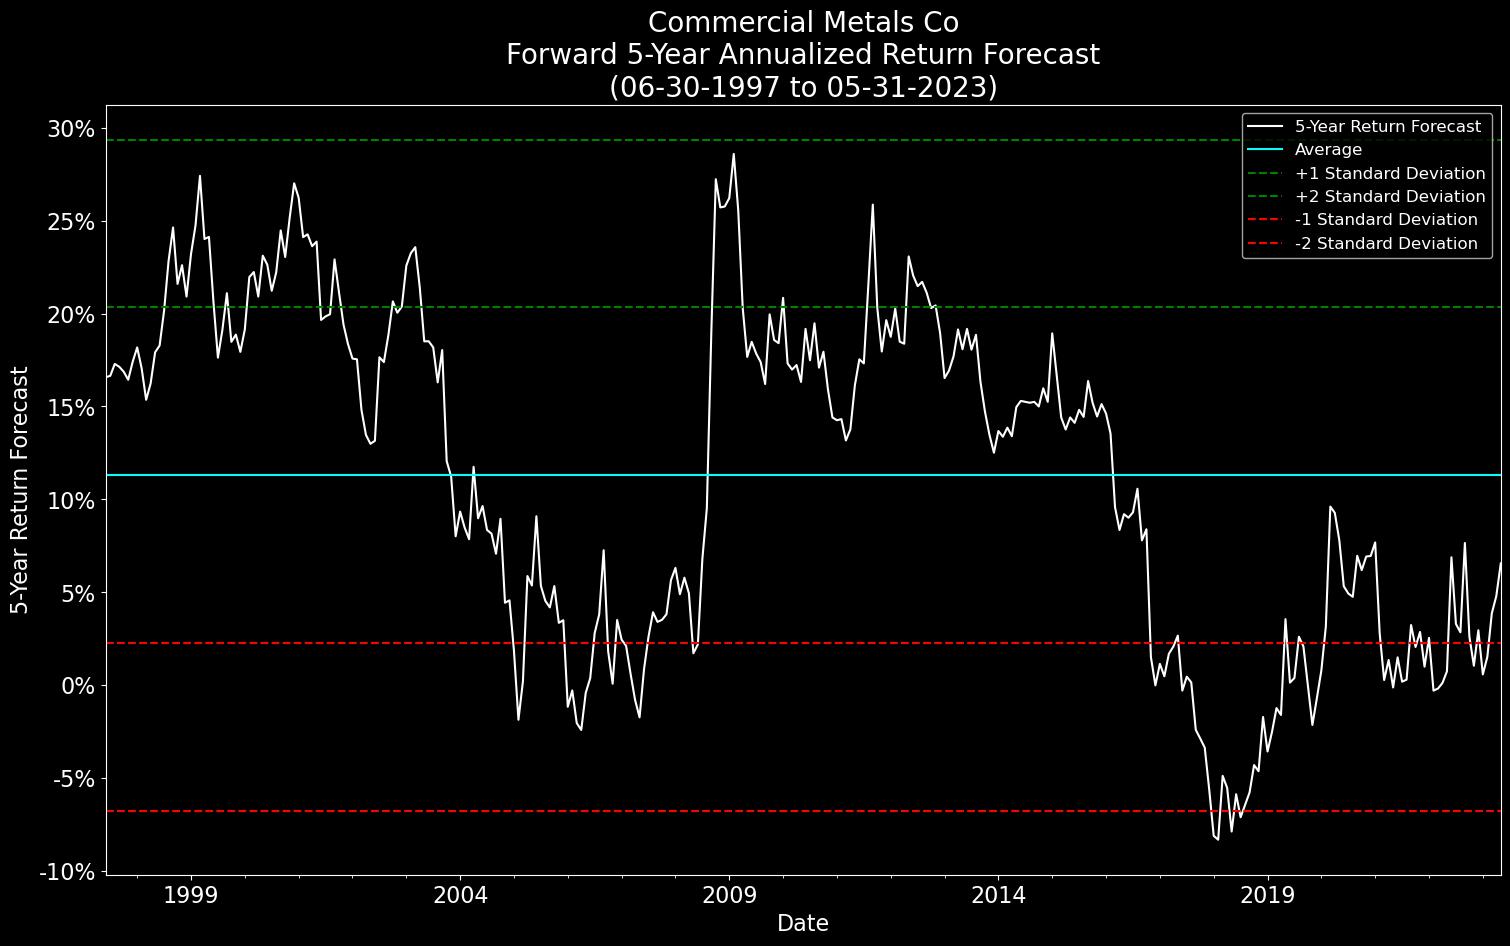 Commercial Metals Co
Forward 5-Year Annualized Return Forecast
(06-30-1997 to 05-31-2023)
5-Year Return Forecast
30%
25%
20%
15%
10%
5%
0%
-5%
-10%
5-Year Return Forecast
Average
+1 Standard Deviation
+2 Standard Deviation
-1 Standard Deviation
-2 Standard Deviation
1999 2004 2009 2014 2019
Date